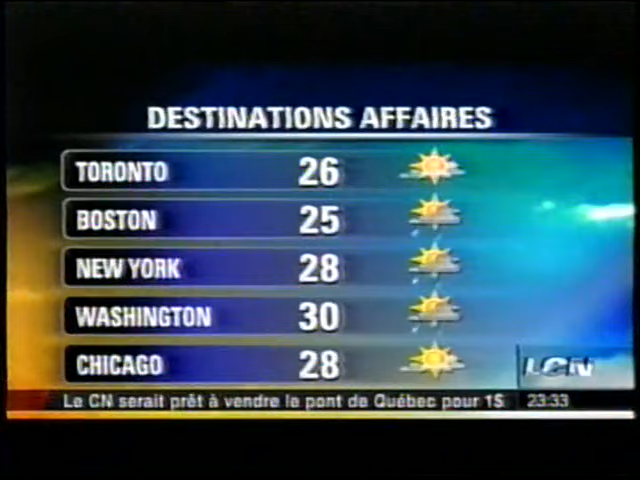 DESTINATIONS AFFAIRES
TORONTO 26
BOSTON 25
NEW YORK 28
WASHINGTON 30
CHICAGO 28
LCN
Le CN serait prêt à vendre le pont de Québec pour 1$ 23:33